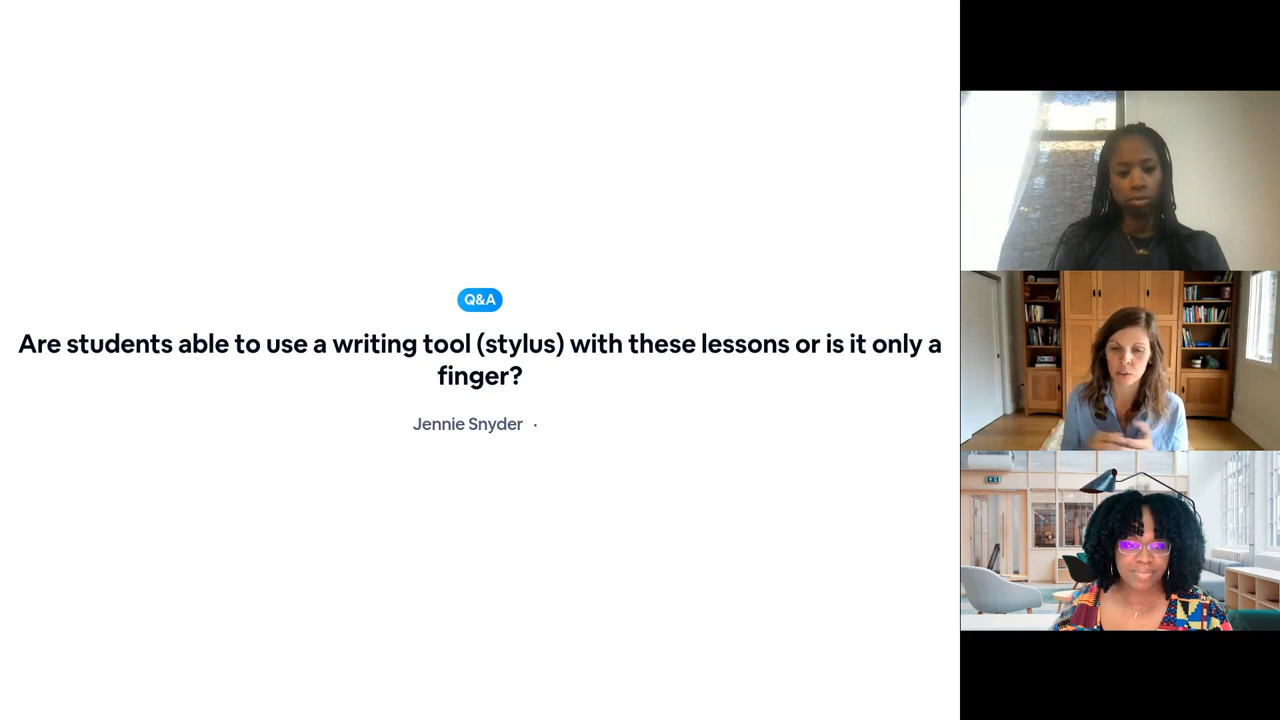 Q&A
Are students able to use a writing tool (stylus) with these lessons or is it only a
finger?
Jennie Snyder ·